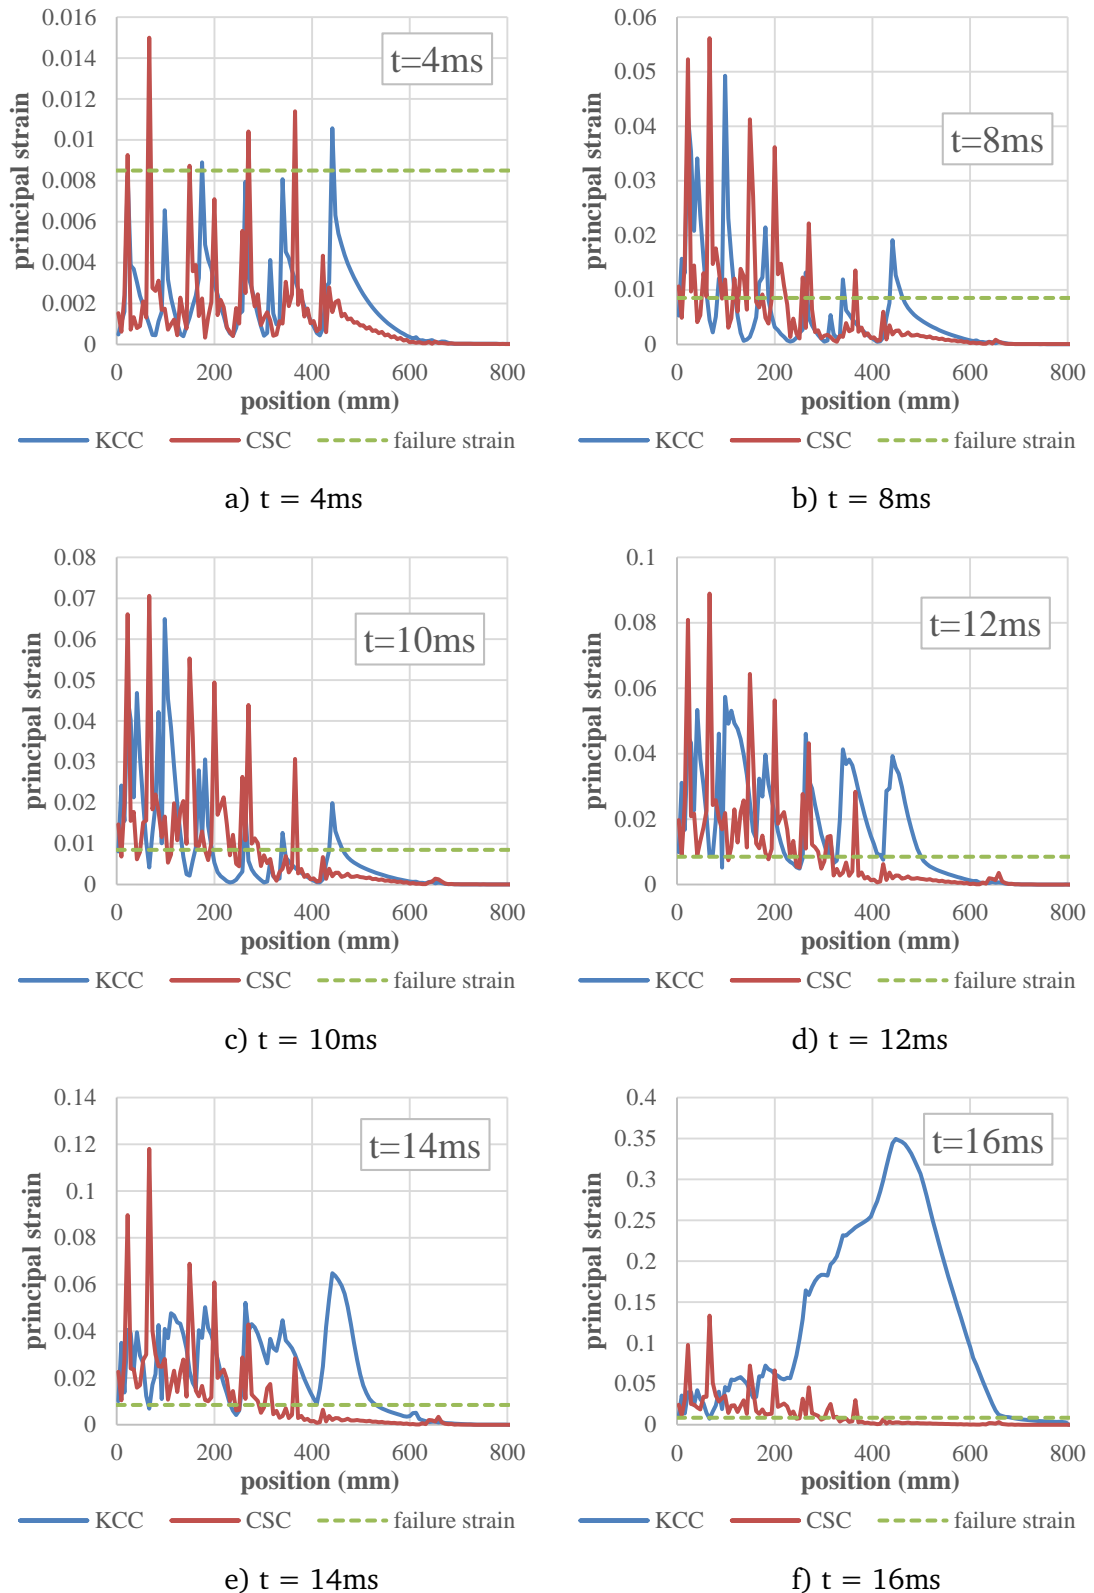 0.016
0.014
0.012
0.01
0.008
0.006
0.004
0.002
0
principal strain
t=4ms
0 200 400 600 800
position (mm)
KCC CSC failure strain
a) t = 4ms
0.06
0.05
0.04
0.03
0.02
0.01
0
principal strain
t=8ms
0 200 400 600 800
position (mm)
KCC CSC failure strain
b) t = 8ms
0.08
0.07
0.06
0.05
0.04
0.03
0.02
0.01
0
principal strain
t=10ms
0 200 400 600 800
position (mm)
KCC CSC failure strain
c) t = 10ms
0.1
0.08
0.06
0.04
0.02
0
principal strain
t=12ms
0 200 400 600 800
position (mm)
KCC CSC failure strain
d) t = 12ms
0.14
0.12
0.1
0.08
0.06
0.04
0.02
0
principal strain
t=14ms
0 200 400 600 800
position (mm)
KCC CSC failure strain
e) t = 14ms
0.4
0.35
0.3
0.25
0.2
0.15
0.1
0.05
0
principal strain
t=16ms
0 200 400 600 800
position (mm)
KCC CSC failure strain
f) t = 16ms